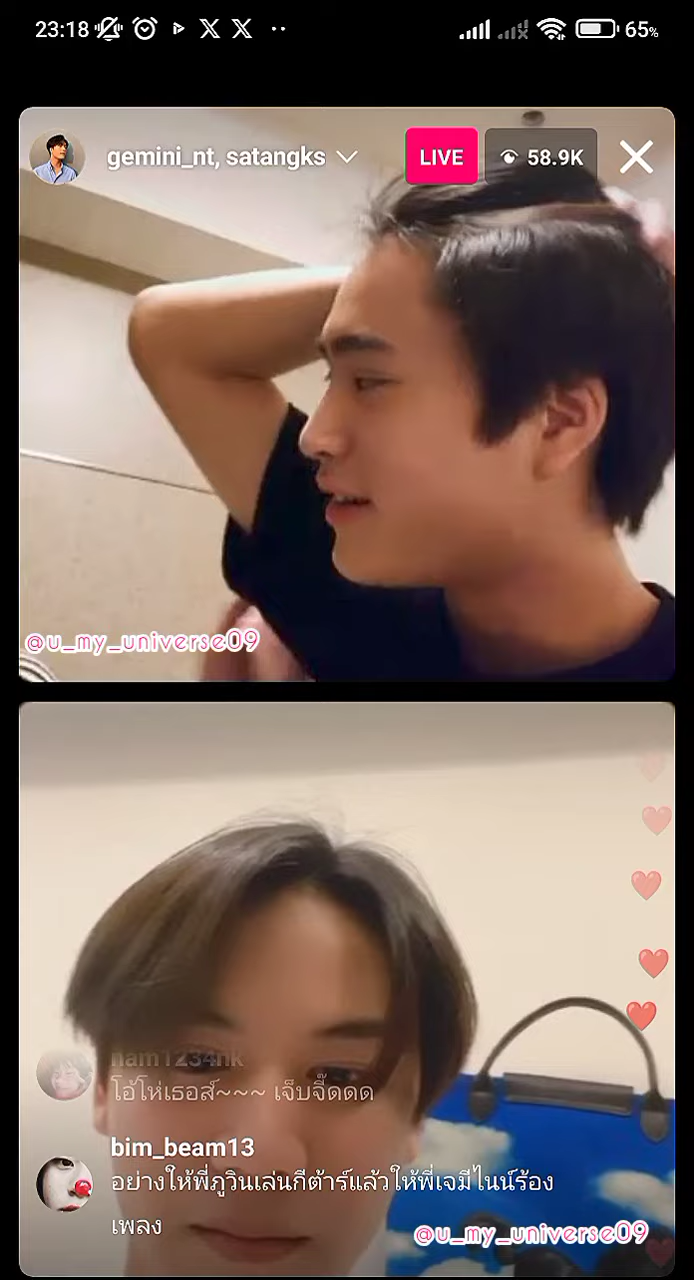 23:18
65%
gemini_nt, satangks
LIVE
58.9K
@u_my_universe09
nam1234nk
โอ้โห่เธอส์~~~ เจ็บจี๊ดดด
bim_beam13
อย่างให้พี่ภูวินเล่นกีต้าร์แล้วให้พี่เจมีไนน์ร้อง
เพลง
@u_my_universe09